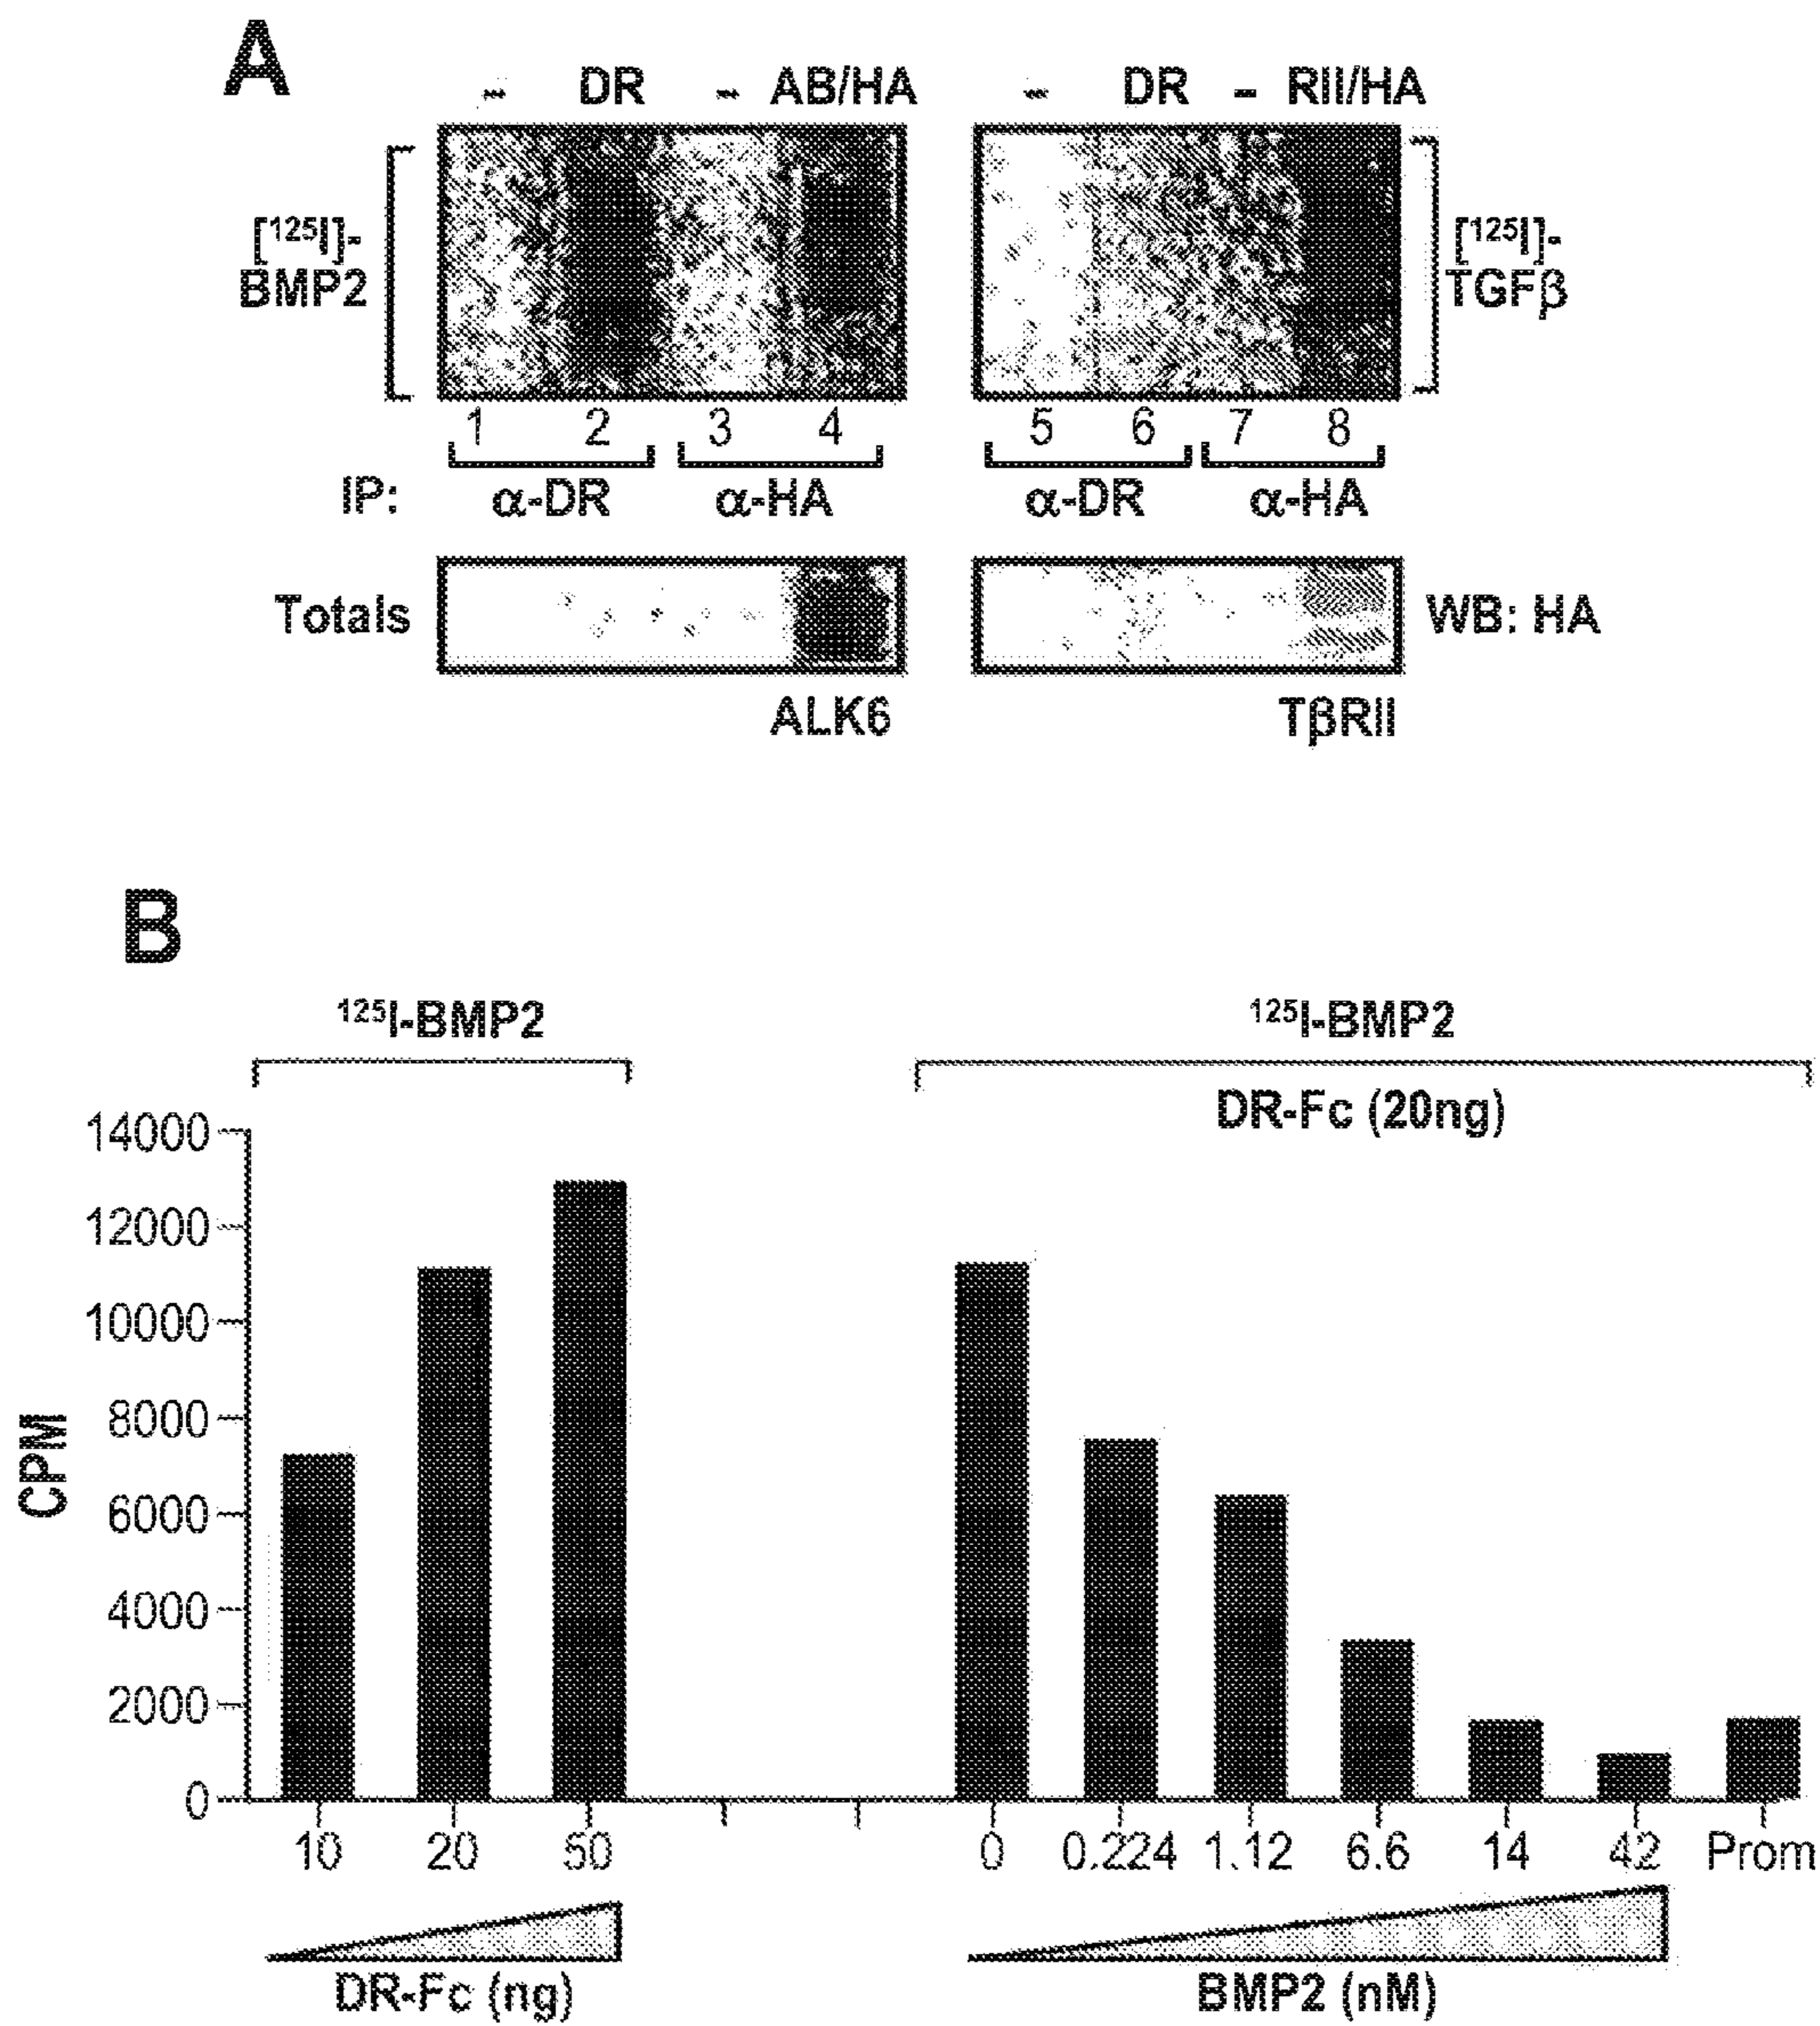 A
- DR - AB/HA - DR - RII/HA
[¹²⁵I]-
BMP2
[¹²⁵I]-
TGFβ
1 2 3 4 5 6 7 8
IP: α-DR α-HA α-DR α-HA
Totals WB: HA
ALK6 TβRII
B
¹²⁵I-BMP2 ¹²⁵I-BMP2
DR-Fc (20ng)
14000
12000
10000
8000
6000
4000
2000
0
CPM
10 20 50 0 0.224 1.12 6.6 14 42 Prom
DR-Fc (ng) BMP2 (nM)